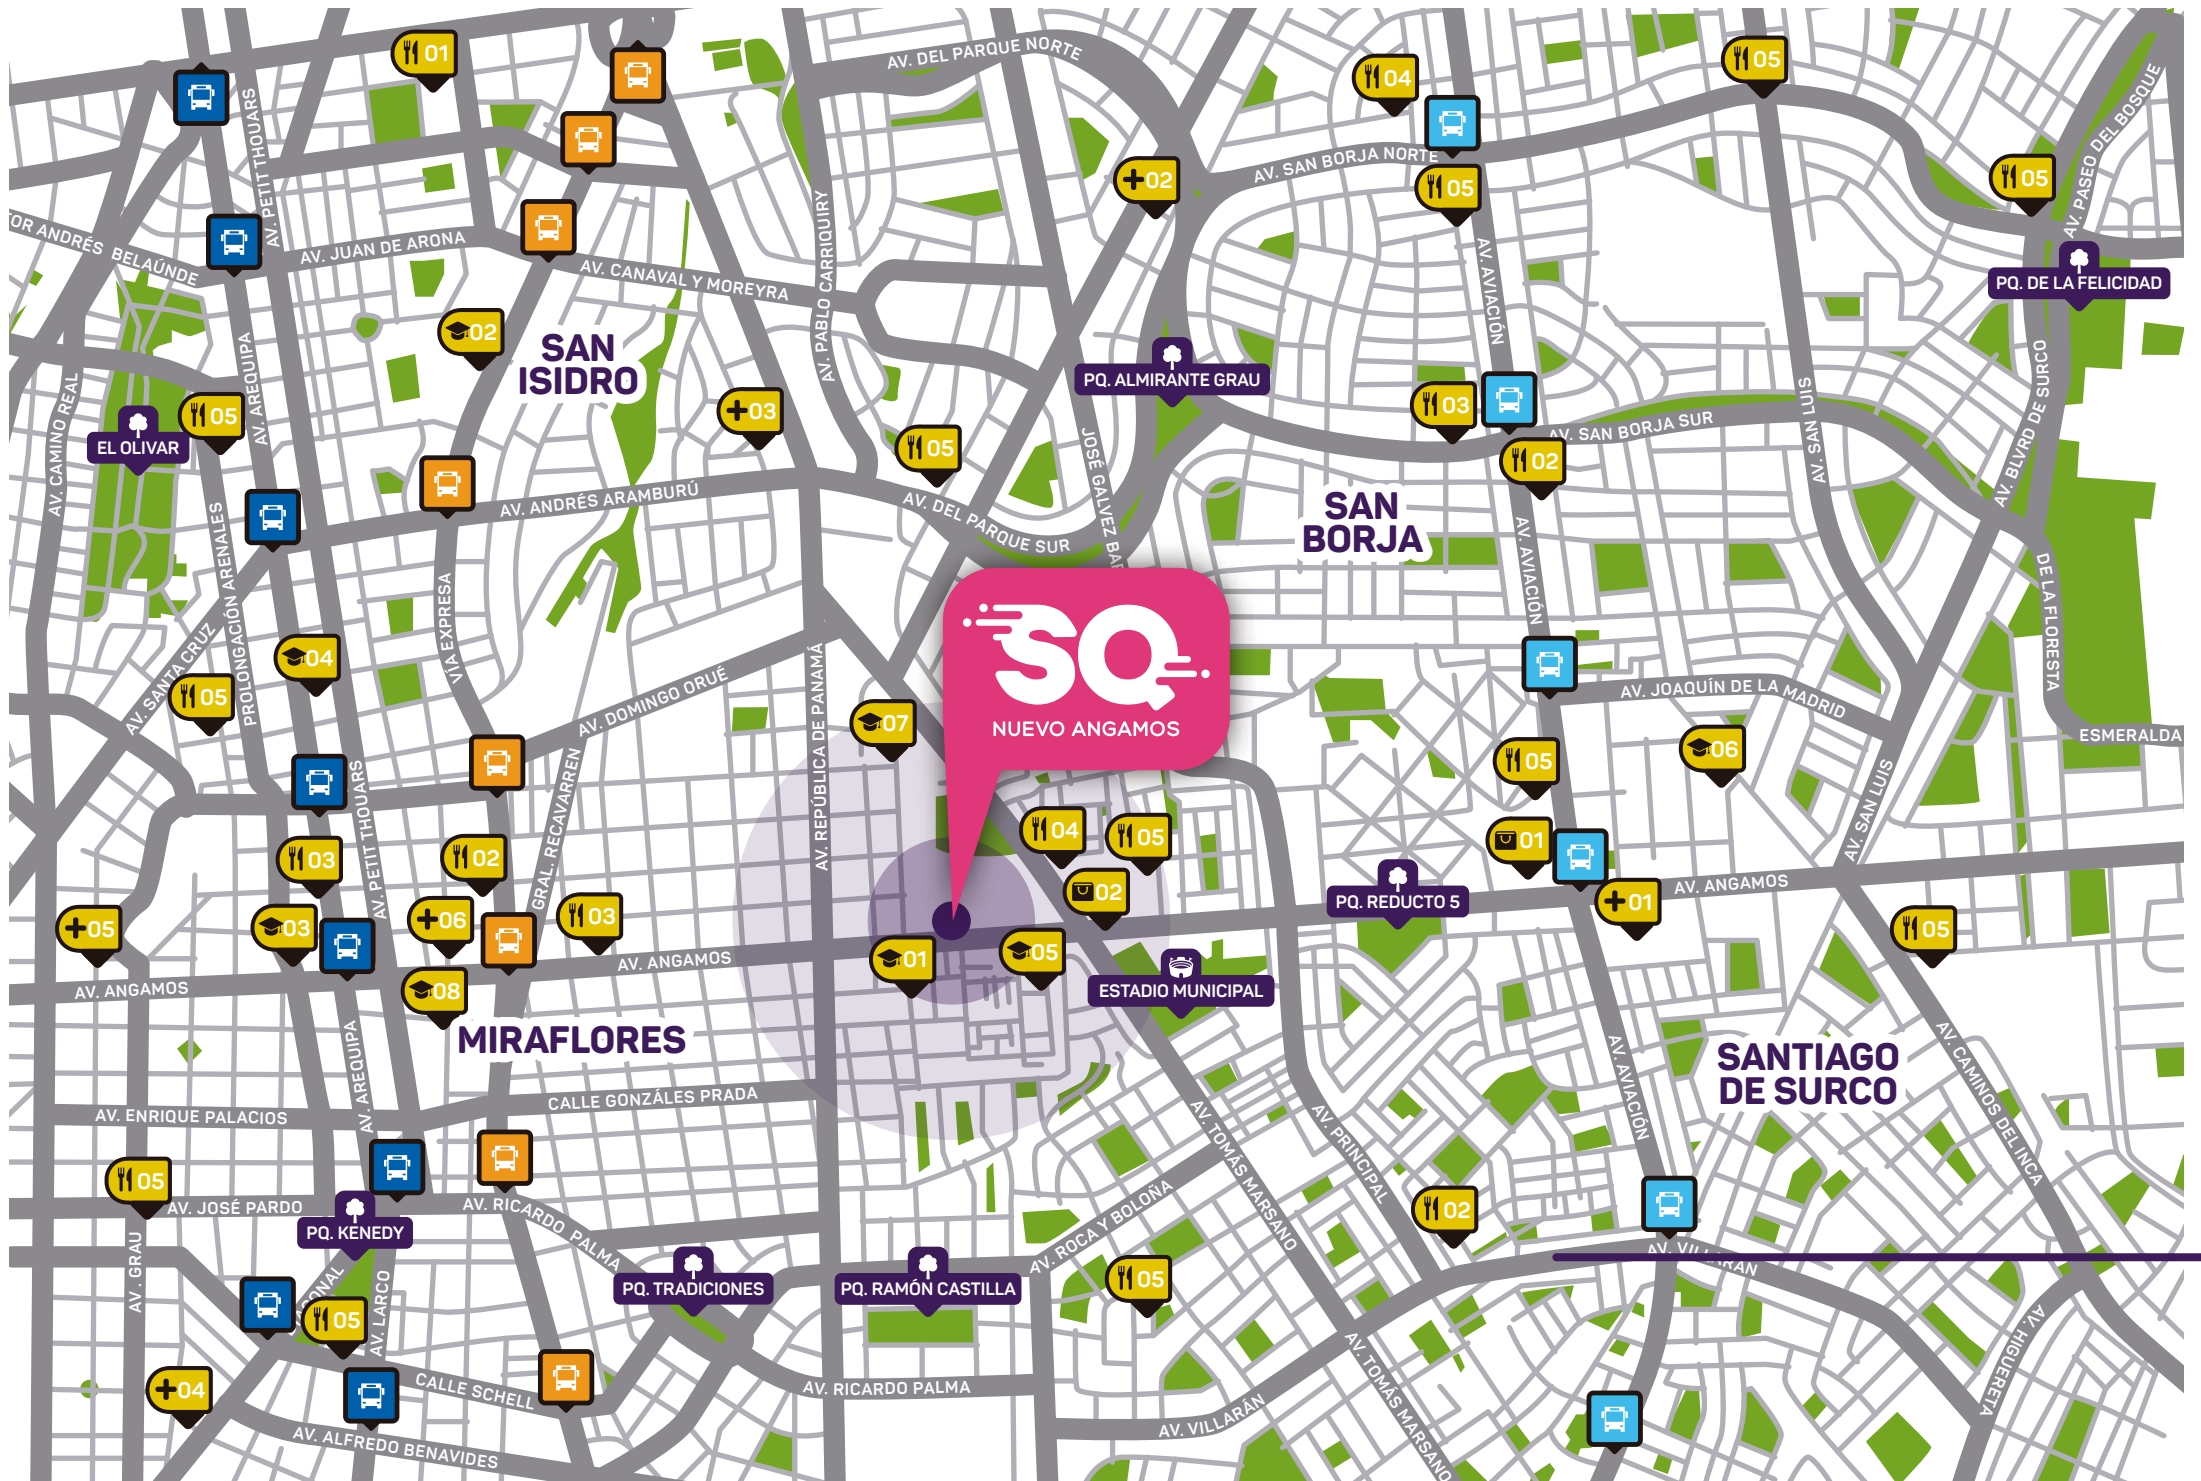 01
05
04
AV. DEL PARQUE NORTE
AV. PETIT THOUARS
AV. PASEO DEL BOSQUE
AV. SAN BORJA NORTE
02
05
05
ANDRÉS BELAÚNDE
AV. JUAN DE ARONA
AV. CANAVAL Y MOREYRA
AV. PABLO CARRIQUIRY
AV. AVIACIÓN
PQ. DE LA FELICIDAD
02
SAN
ISIDRO
PQ. ALMIRANTE GRAU
AV. CAMINO REAL
AV. AREQUIPA
05
03
03
EL OLIVAR
05
02
AV. SAN BORJA SUR
AV. SAN LUIS
AV. BLVRD DE SURCO
AV. ANDRÉS ARAMBURÚ
AV. DEL PARQUE SUR
JOSÉ GALVEZ
SAN
BORJA
PROLONGACIÓN ARENALES
VÍA EXPRESA
AV. AVIACIÓN
DE LA FLORESTA
AV. SANTA CRUZ
04
05
SQ
NUEVO ANGAMOS
AV. DOMINGO ORUÉ
AV. REPÚBLICA DE PANAMÁ
07
AV. JOAQUÍN DE LA MADRID
06
05
ESMERALDA
AV. PETIT THOUARS
GRAL. RECAVARREN
AV. SAN LUIS
04
05
01
03
02
02
PQ. REDUCTO 5
AV. ANGAMOS
01
05
05
03
06
03
01
05
AV. ANGAMOS
AV. ANGAMOS
08
ESTADIO MUNICIPAL
MIRAFLORES
AV. AREQUIPA
SANTIAGO
DE SURCO
AV. AVIACIÓN
AV. CAMINOS DEL INCA
CALLE GONZÁLES PRADA
AV. ENRIQUE PALACIOS
AV. TOMÁS MARSANO
AV. PRINCIPAL
05
AV. JOSÉ PARDO
AV. RICARDO PALMA
AV. ROCA Y BOLOÑA
02
PQ. KENEDY
AV. GRAU
AV. LARCO
PQ. TRADICIONES
PQ. RAMÓN CASTILLA
05
05
AV. HIGUERETA
04
CALLE SCHELL
AV. RICARDO PALMA
AV. VILLARÁN
AV. TOMÁS MARSANO
AV. ALFREDO BENAVIDES